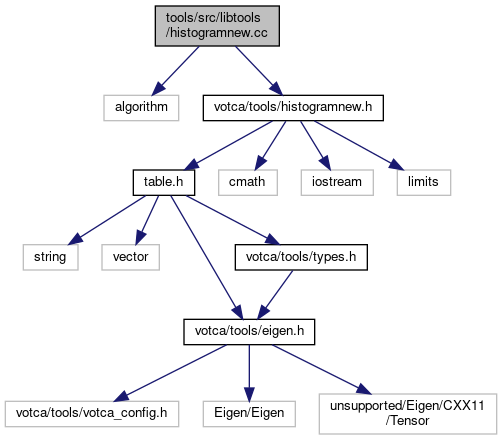 tools/src/libtools
/histogramnew.cc
algorithm
votca/tools/histogramnew.h
table.h
cmath
iostream
limits
string
vector
votca/tools/types.h
votca/tools/eigen.h
votca/tools/votca_config.h
Eigen/Eigen
unsupported/Eigen/CXX11
/Tensor